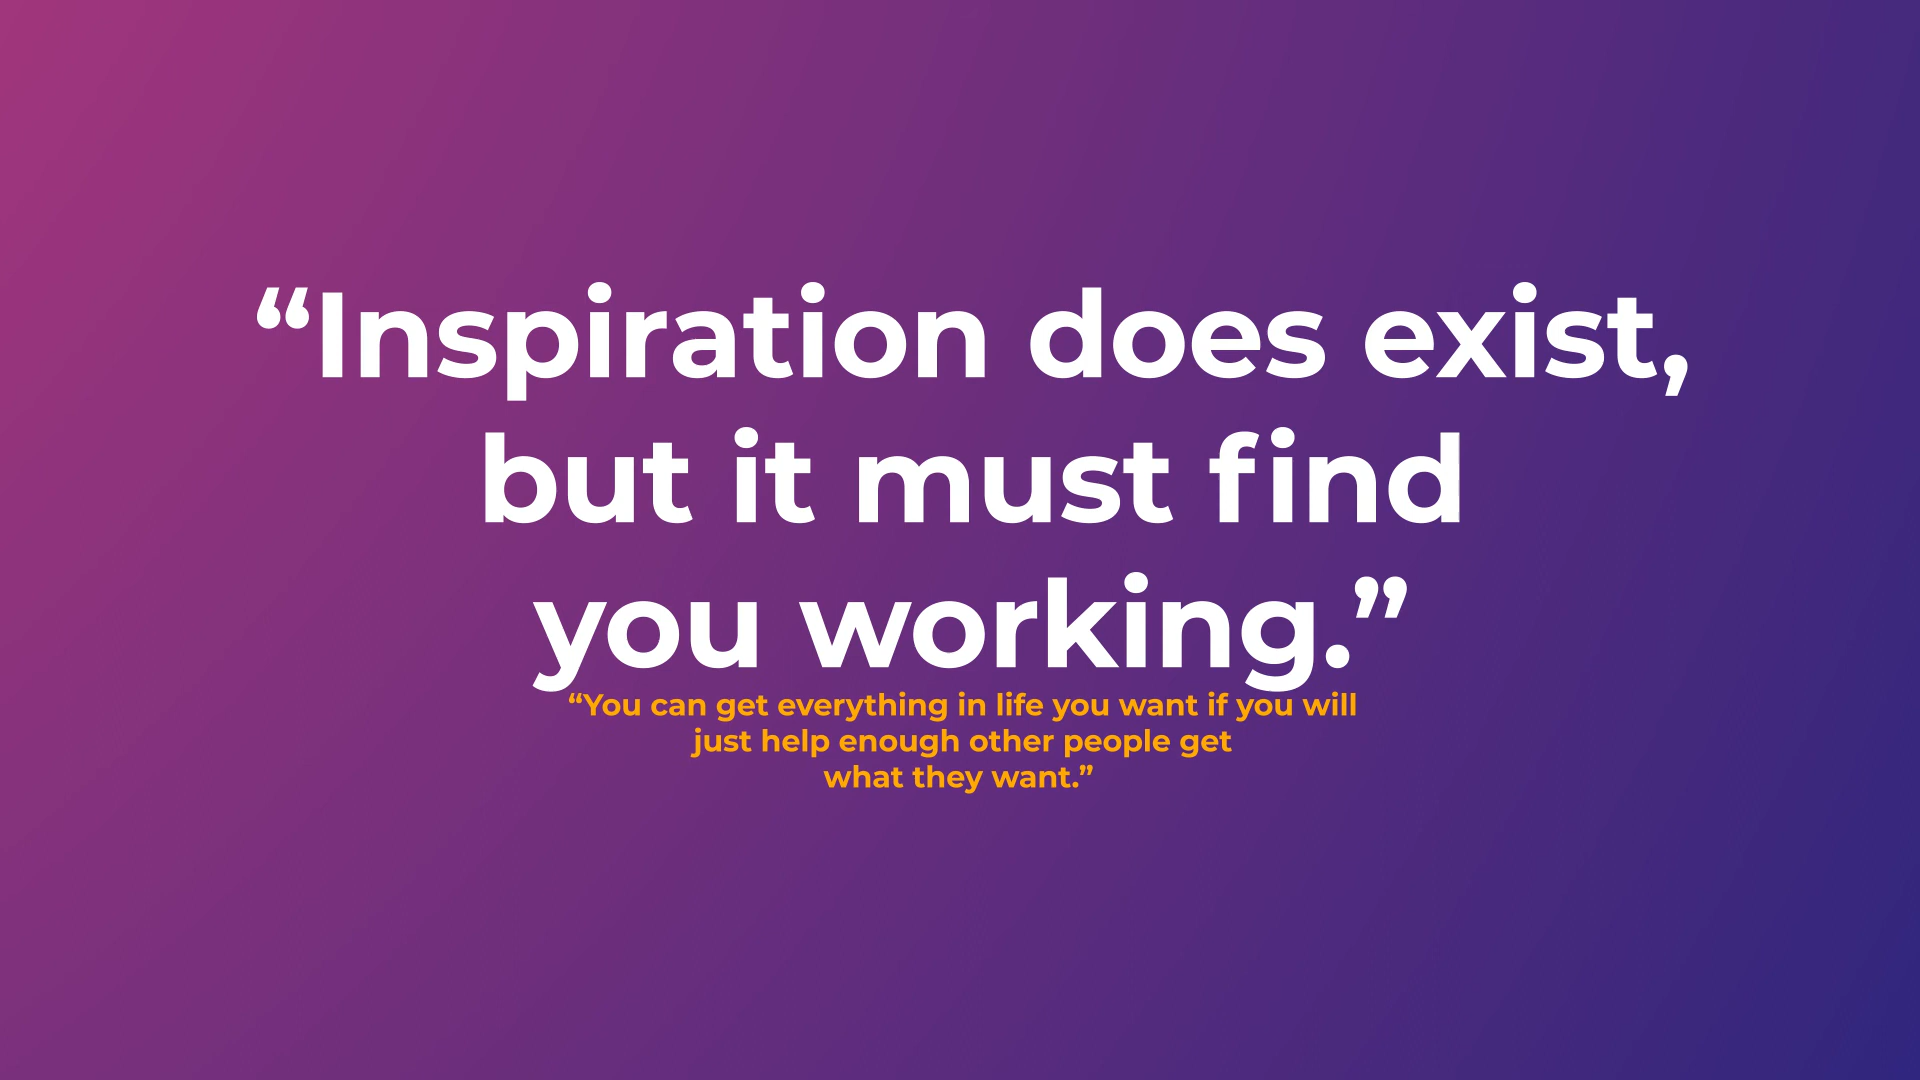 “Inspiration does exist,
but it must find
you working.”
“You can get everything in life you want if you will
just help enough other people get
what they want.”